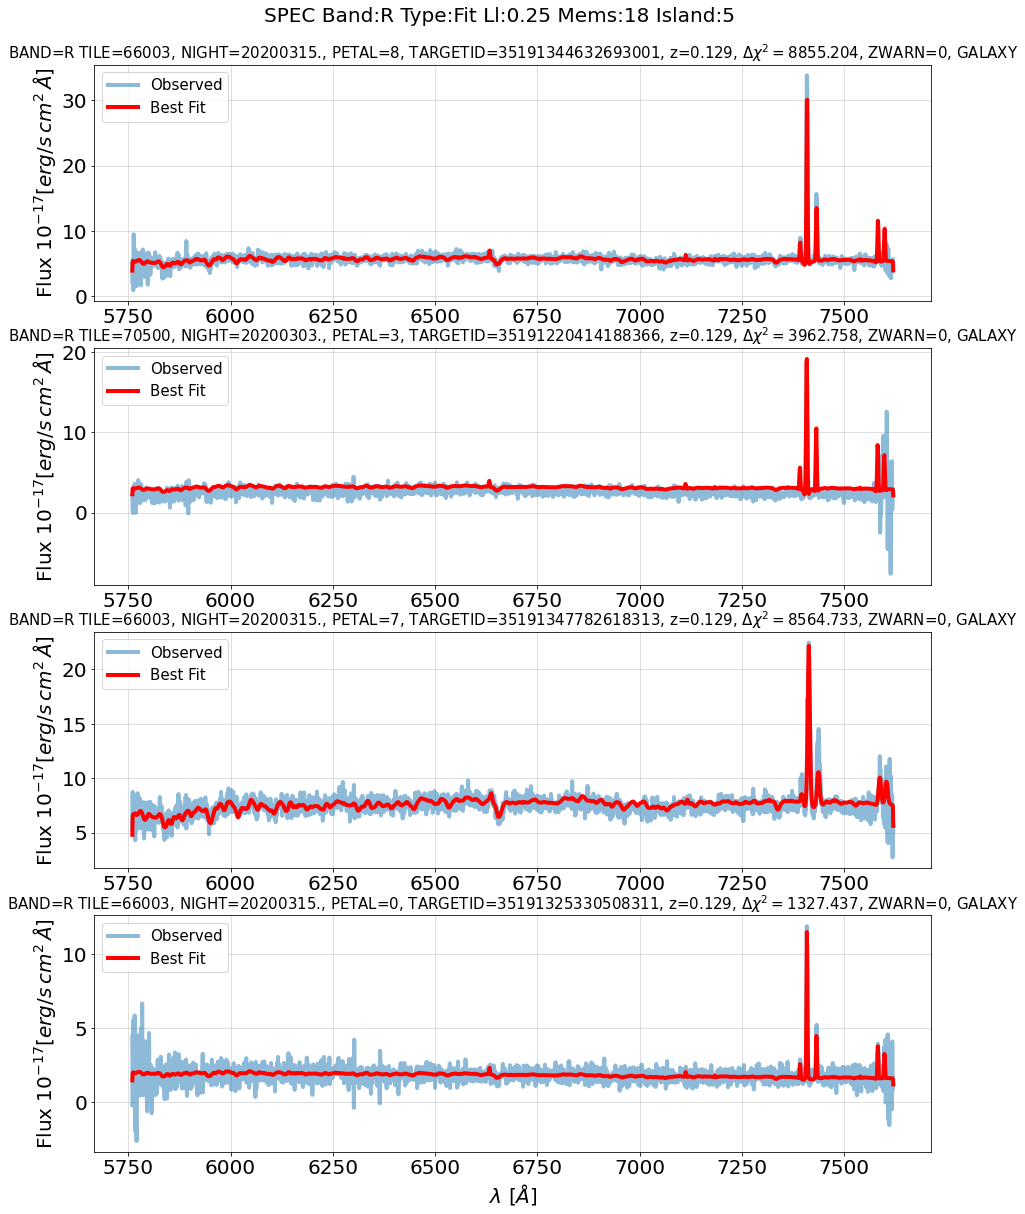 SPEC Band:R Type:Fit Ll:0.25 Mems:18 Island:5
BAND=R TILE=66003, NIGHT=20200315., PETAL=8, TARGETID=35191344632693001, z=0.129, Δχ² = 8855.204, ZWARN=0, GALAXY
Flux 10⁻¹⁷[erg/s cm² Å]
30
20
10
0
Observed
Best Fit
5750 6000 6250 6500 6750 7000 7250 7500
BAND=R TILE=70500, NIGHT=20200303., PETAL=3, TARGETID=35191220414188366, z=0.129, Δχ² = 3962.758, ZWARN=0, GALAXY
Flux 10⁻¹⁷[erg/s cm² Å]
20
10
0
Observed
Best Fit
5750 6000 6250 6500 6750 7000 7250 7500
BAND=R TILE=66003, NIGHT=20200315., PETAL=7, TARGETID=35191347782618313, z=0.129, Δχ² = 8564.733, ZWARN=0, GALAXY
Flux 10⁻¹⁷[erg/s cm² Å]
20
15
10
5
Observed
Best Fit
5750 6000 6250 6500 6750 7000 7250 7500
BAND=R TILE=66003, NIGHT=20200315., PETAL=0, TARGETID=35191325330508311, z=0.129, Δχ² = 1327.437, ZWARN=0, GALAXY
Flux 10⁻¹⁷[erg/s cm² Å]
10
5
0
Observed
Best Fit
5750 6000 6250 6500 6750 7000 7250 7500
λ [Å]